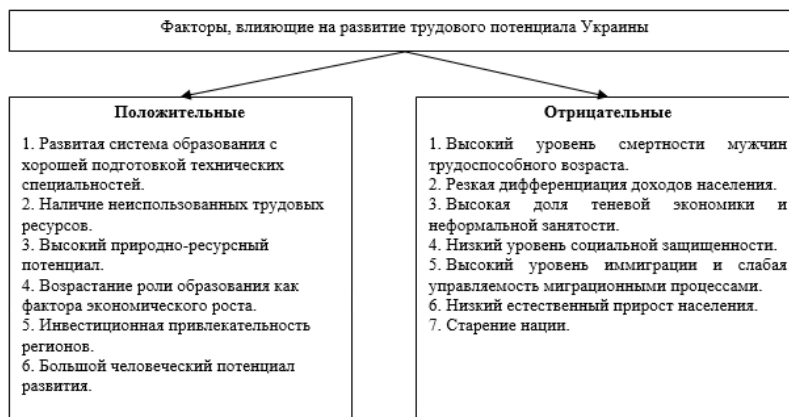 Факторы, влияющие на развитие трудового потенциала Украины
Положительные
1. Развитая система образования с
хорошей подготовкой технических
специальностей.
2. Наличие неиспользованных трудовых
ресурсов.
3. Высокий природно-ресурсный
потенциал.
4. Возрастание роли образования как
фактора экономического роста.
5. Инвестиционная привлекательность
регионов.
6. Большой человеческий потенциал
развития.
Отрицательные
1. Высокий уровень смертности мужчин
трудоспособного возраста.
2. Резкая дифференциация доходов населения.
3. Высокая доля теневой экономики и
неформальной занятости.
4. Низкий уровень социальной защищенности.
5. Высокий уровень иммиграции и слабая
управляемость миграционными процессами.
6. Низкий естественный прирост населения.
7. Старение нации.